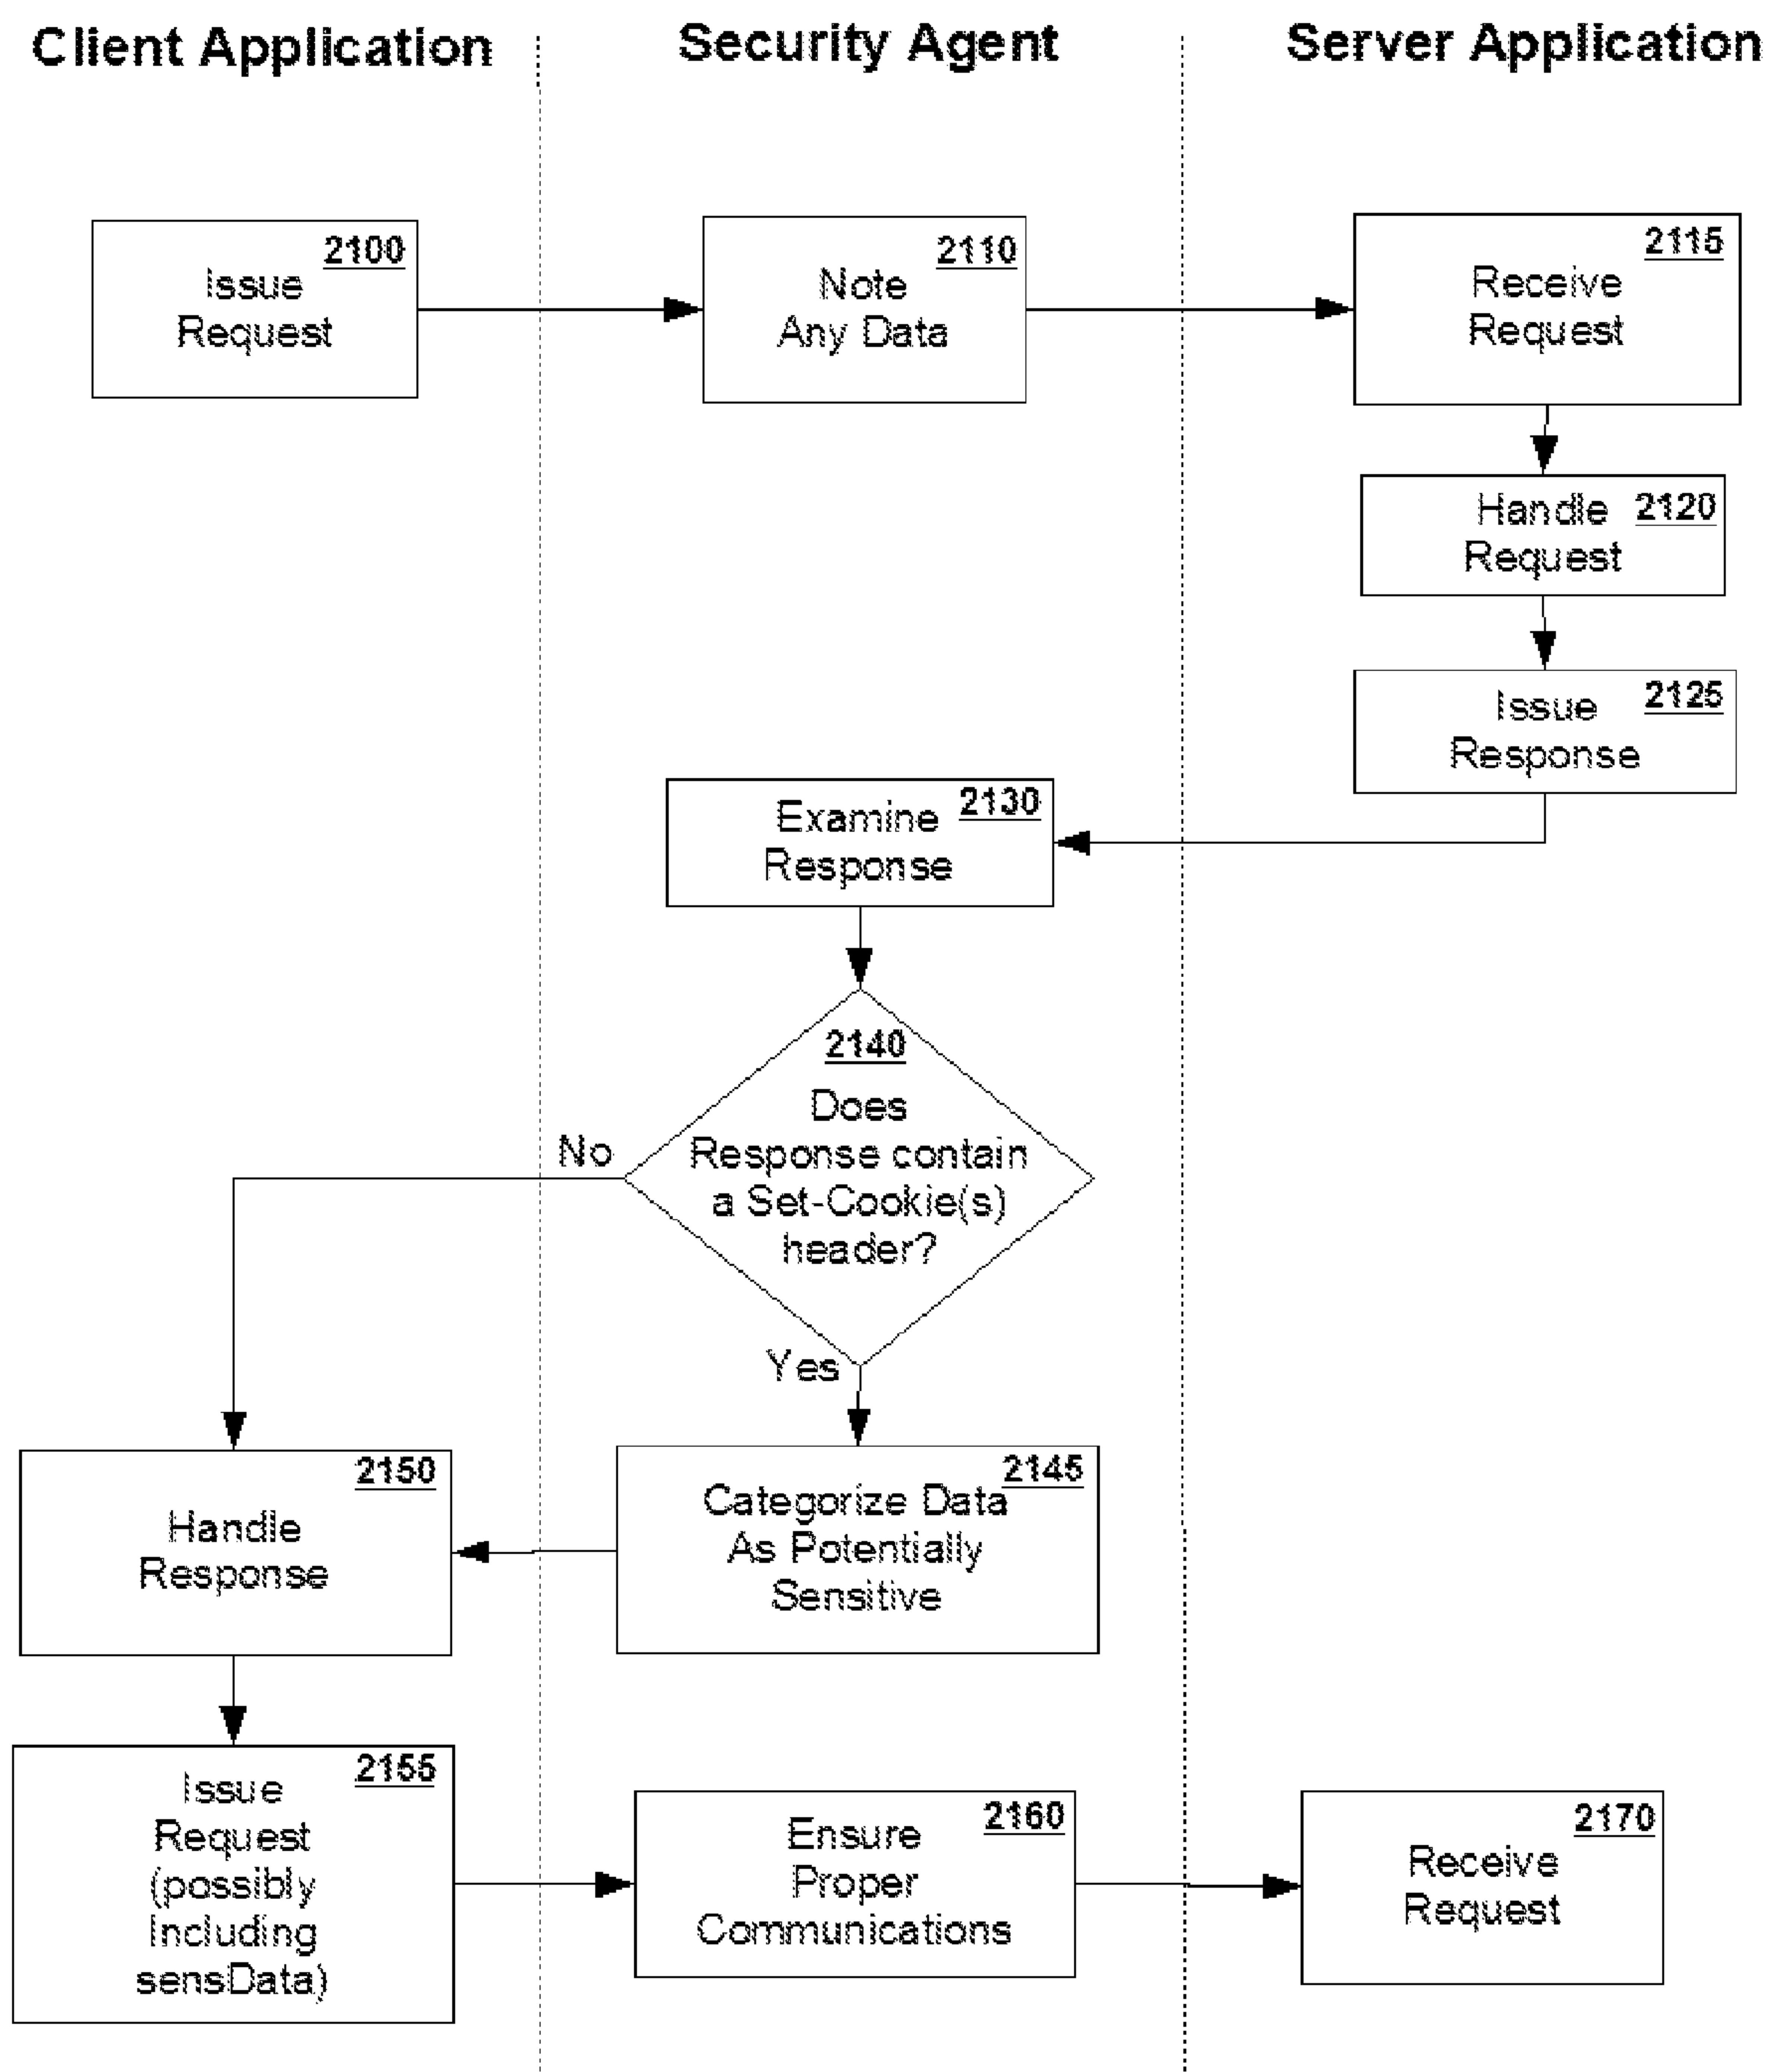 Client Application
Security Agent
Server Application
2100
Issue
Request
2110
Note
Any Data
2115
Receive
Request
2120
Handle
Request
2125
Issue
Response
2130
Examine
Response
2140
Does
Response contain
a Set-Cookie(s)
header?
No
Yes
2145
Categorize Data
As Potentially
Sensitive
2150
Handle
Response
2155
Issue
Request
(possibly
Including
sensData)
2160
Ensure
Proper
Communications
2170
Receive
Request